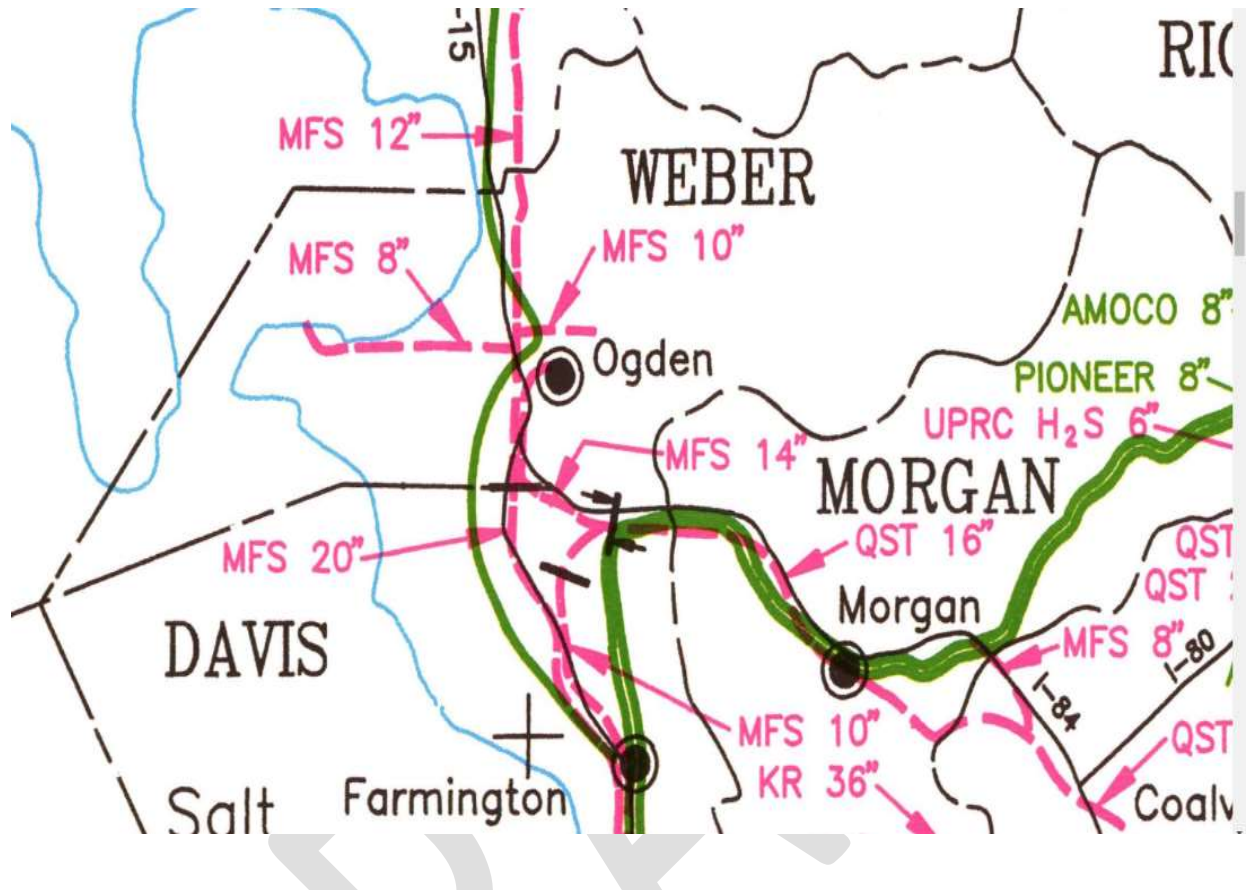 -15
RIC
MFS 12"
WEBER
MFS 10"
MFS 8"
AMOCO 8"
Ogden
PIONEER 8"
UPRC H₂S 6"
MFS 14"
MORGAN
MFS 20"
QST 16"
QST
QST
Morgan
DAVIS
MFS 8"
I-80
I-84
MFS 10"
QST
KR 36"
Farmington
Salt
Coalv